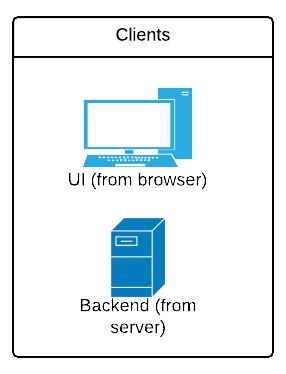 Clients
UI (from browser)
Backend (from
server)